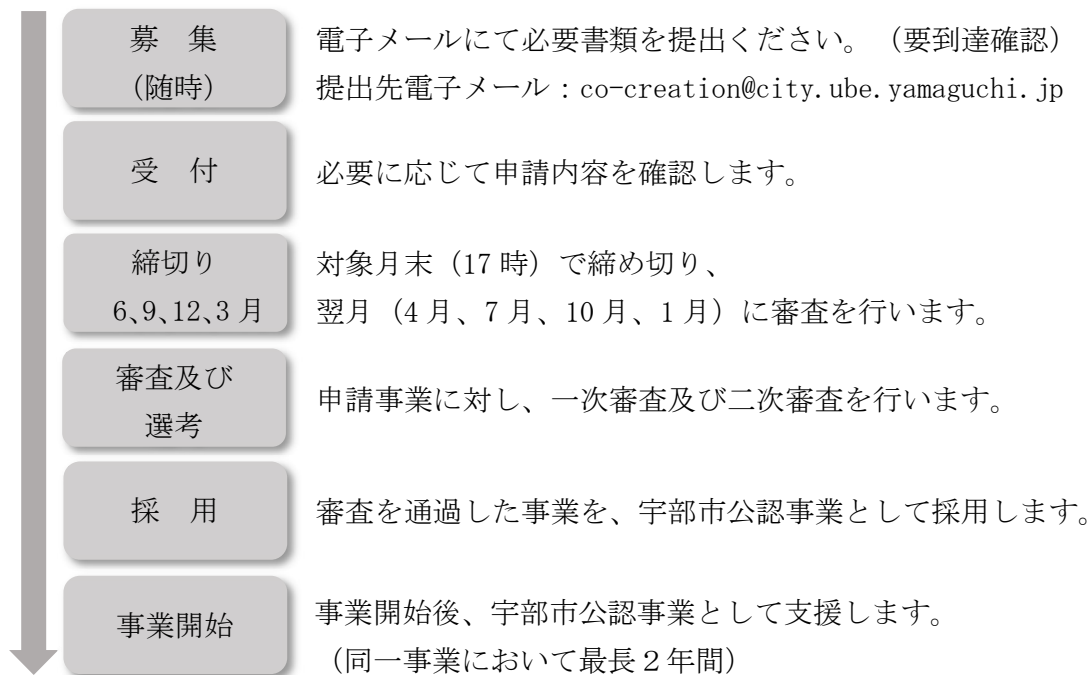 募　集
(随時)
電子メールにて必要書類を提出ください。（要到達確認）
提出先電子メール：co-creation@city.ube.yamaguchi.jp
受　付
必要に応じて申請内容を確認します。
締切り
6､9､12､3 月
対象月末（17 時）で締め切り、
翌月（4 月、7 月、10 月、1 月）に審査を行います。
審査及び
選考
申請事業に対し、一次審査及び二次審査を行います。
採　用
審査を通過した事業を、宇部市公認事業として採用します。
事業開始
事業開始後、宇部市公認事業として支援します。
（同一事業において最長２年間）